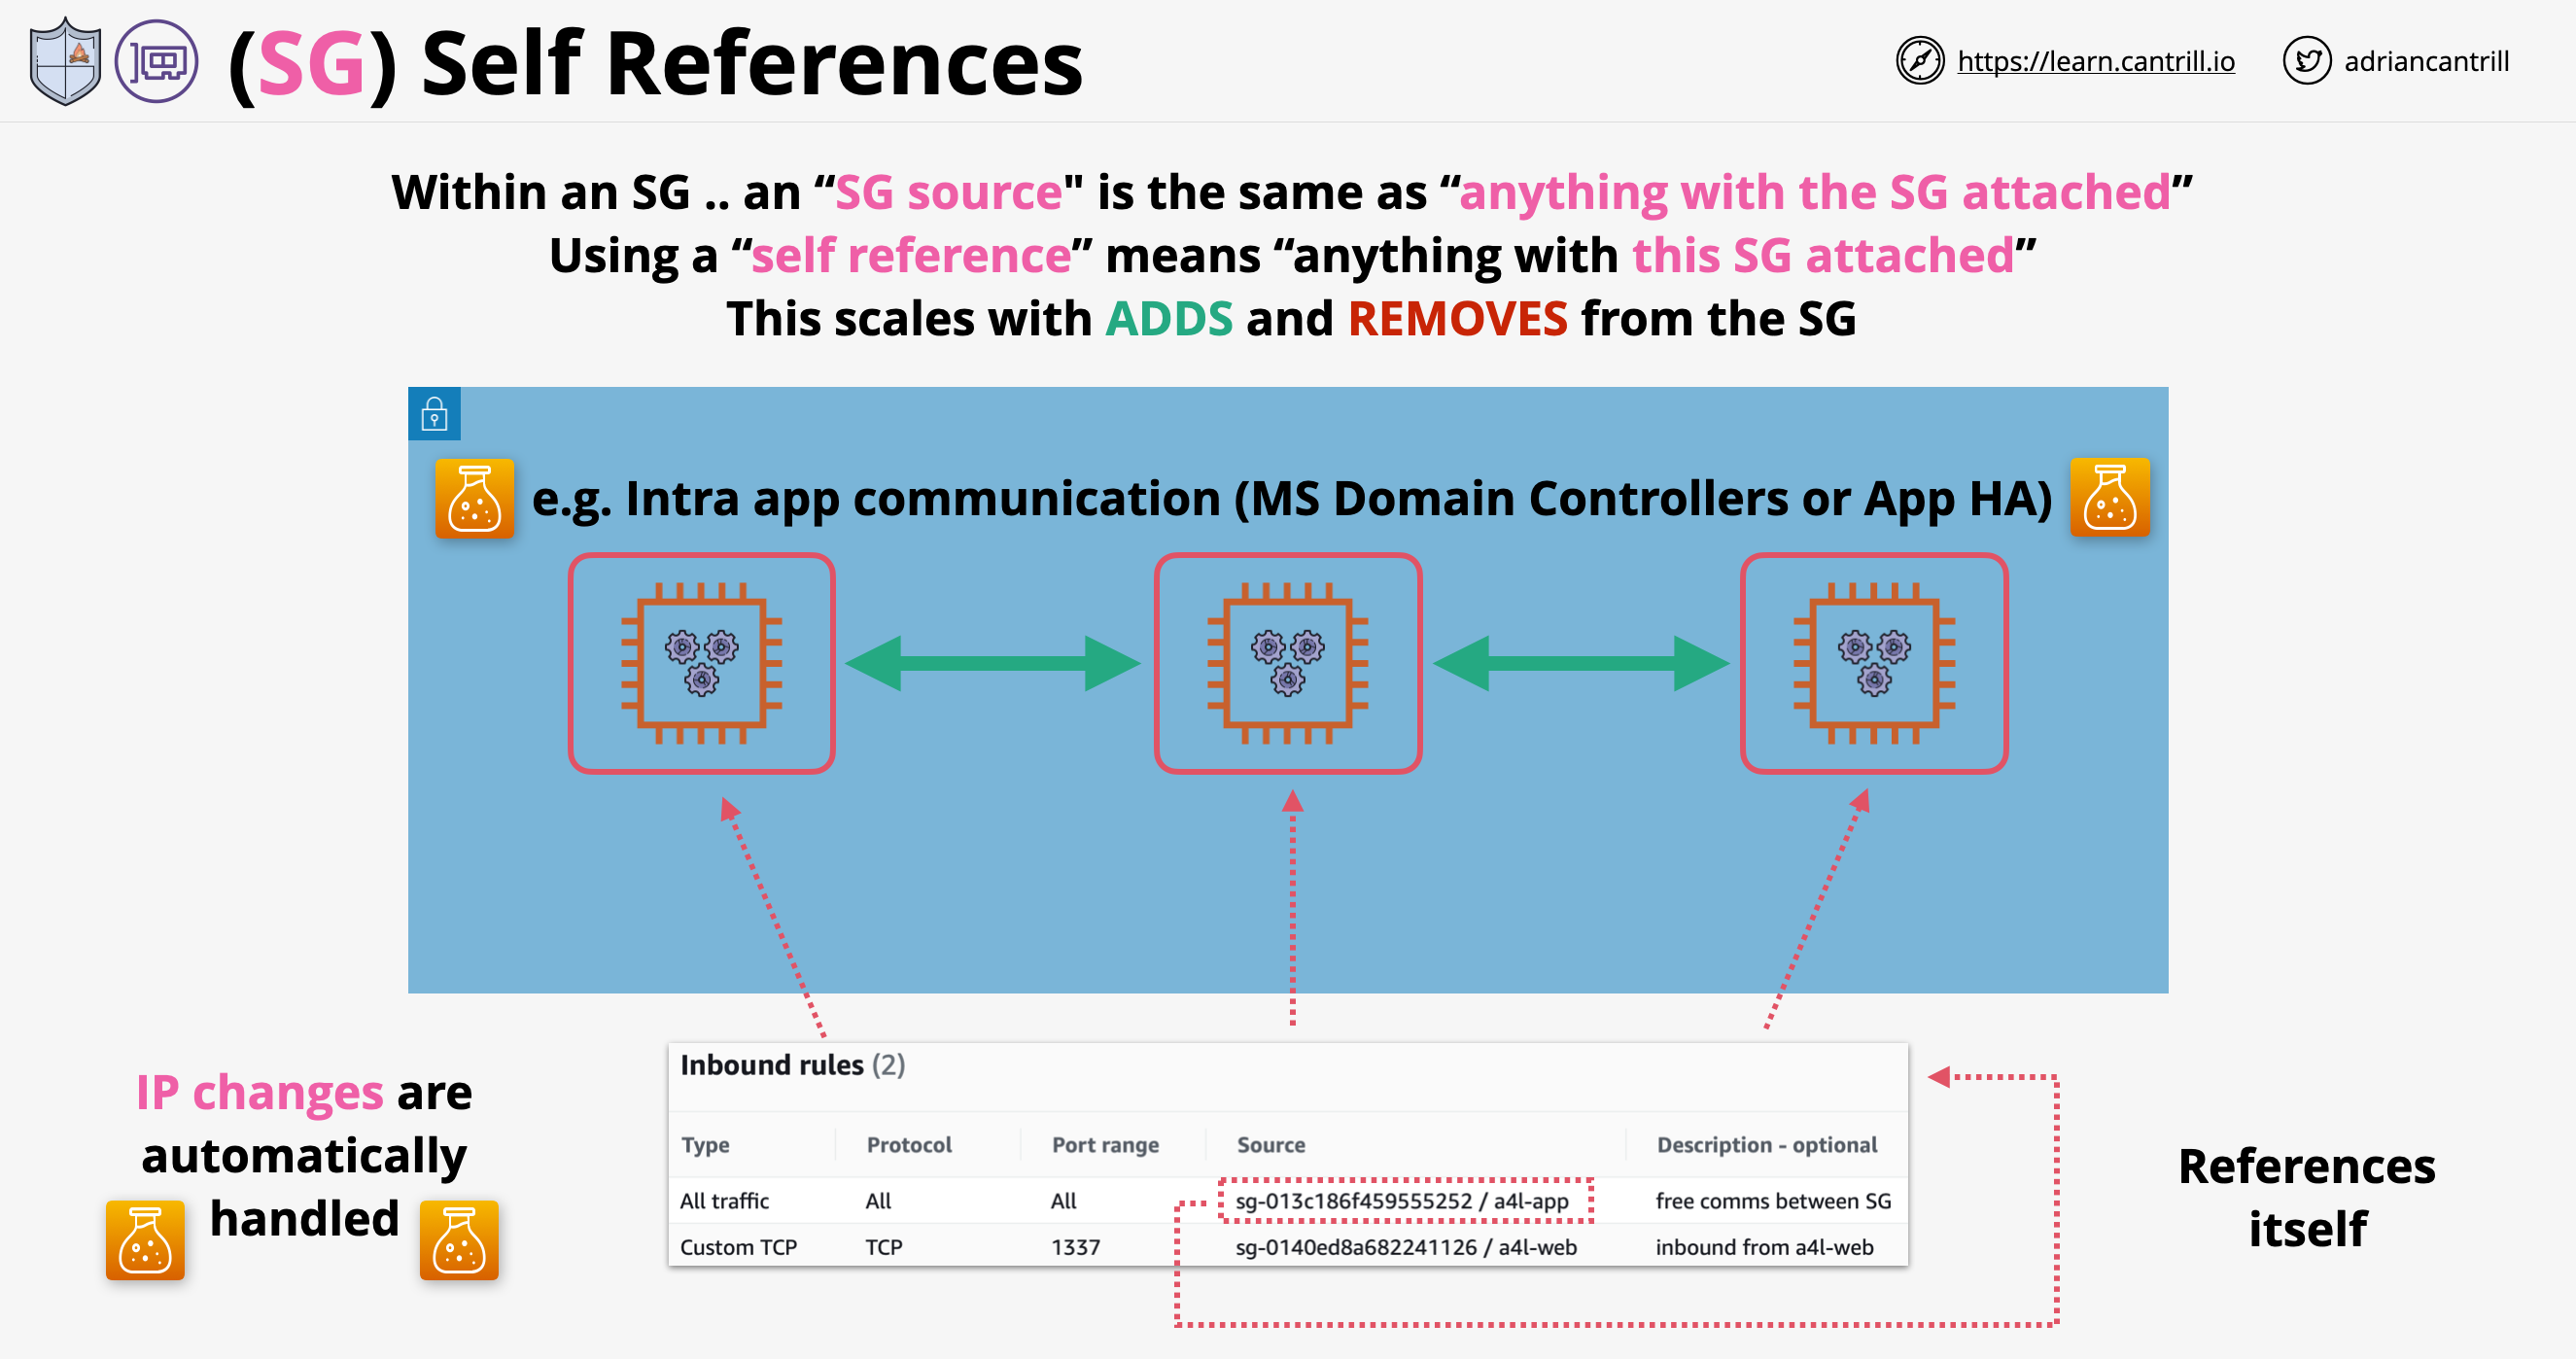 (SG) Self References
https://learn.cantrill.io
adriancantrill
Within an SG .. an “SG source" is the same as “anything with the SG attached”
Using a “self reference” means “anything with this SG attached”
This scales with ADDS and REMOVES from the SG
e.g. Intra app communication (MS Domain Controllers or App HA)
IP changes are
automatically
handled
Inbound rules (2)
Type Protocol Port range Source Description - optional
All traffic All All sg-013c186f459555252 / a4l-app free comms between SG
Custom TCP TCP 1337 sg-0140ed8a682241126 / a4l-web inbound from a4l-web
References
itself